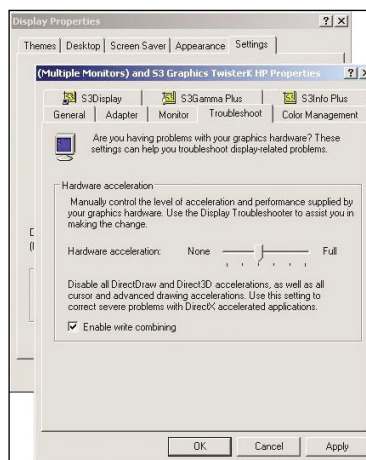 Display Properties
Themes Desktop Screen Saver Appearance Settings
(Multiple Monitors) and S3 Graphics TwisterK HP Properties
S3Display S3Gamma Plus S3Info Plus
General Adapter Monitor Troubleshoot Color Management
Are you having problems with your graphics hardware? These
settings can help you troubleshoot display-related problems.
Hardware acceleration
Manually control the level of acceleration and performance supplied by
your graphics hardware. Use the Display Troubleshooter to assist you in
making the change.
Hardware acceleration: None Full
Disable all DirectDraw and Direct3D accelerations, as well as all
cursor and advanced drawing accelerations. Use this setting to
correct severe problems with DirectX accelerated applications.
Enable write combining
OK Cancel Apply